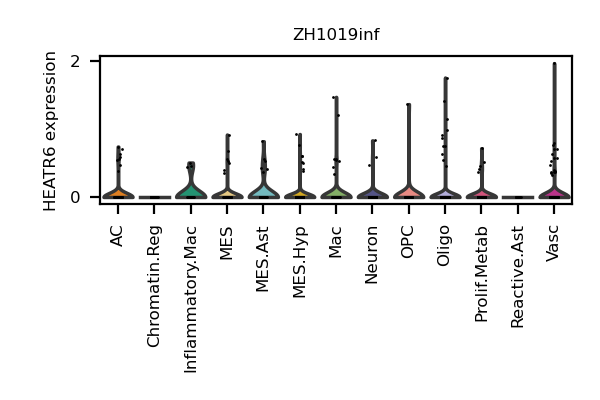 ZH1019inf
HEATR6 expression
2
0
AC
Chromatin.Reg
Inflammatory.Mac
MES
MES.Ast
MES.Hyp
Mac
Neuron
OPC
Oligo
Prolif.Metab
Reactive.Ast
Vasc